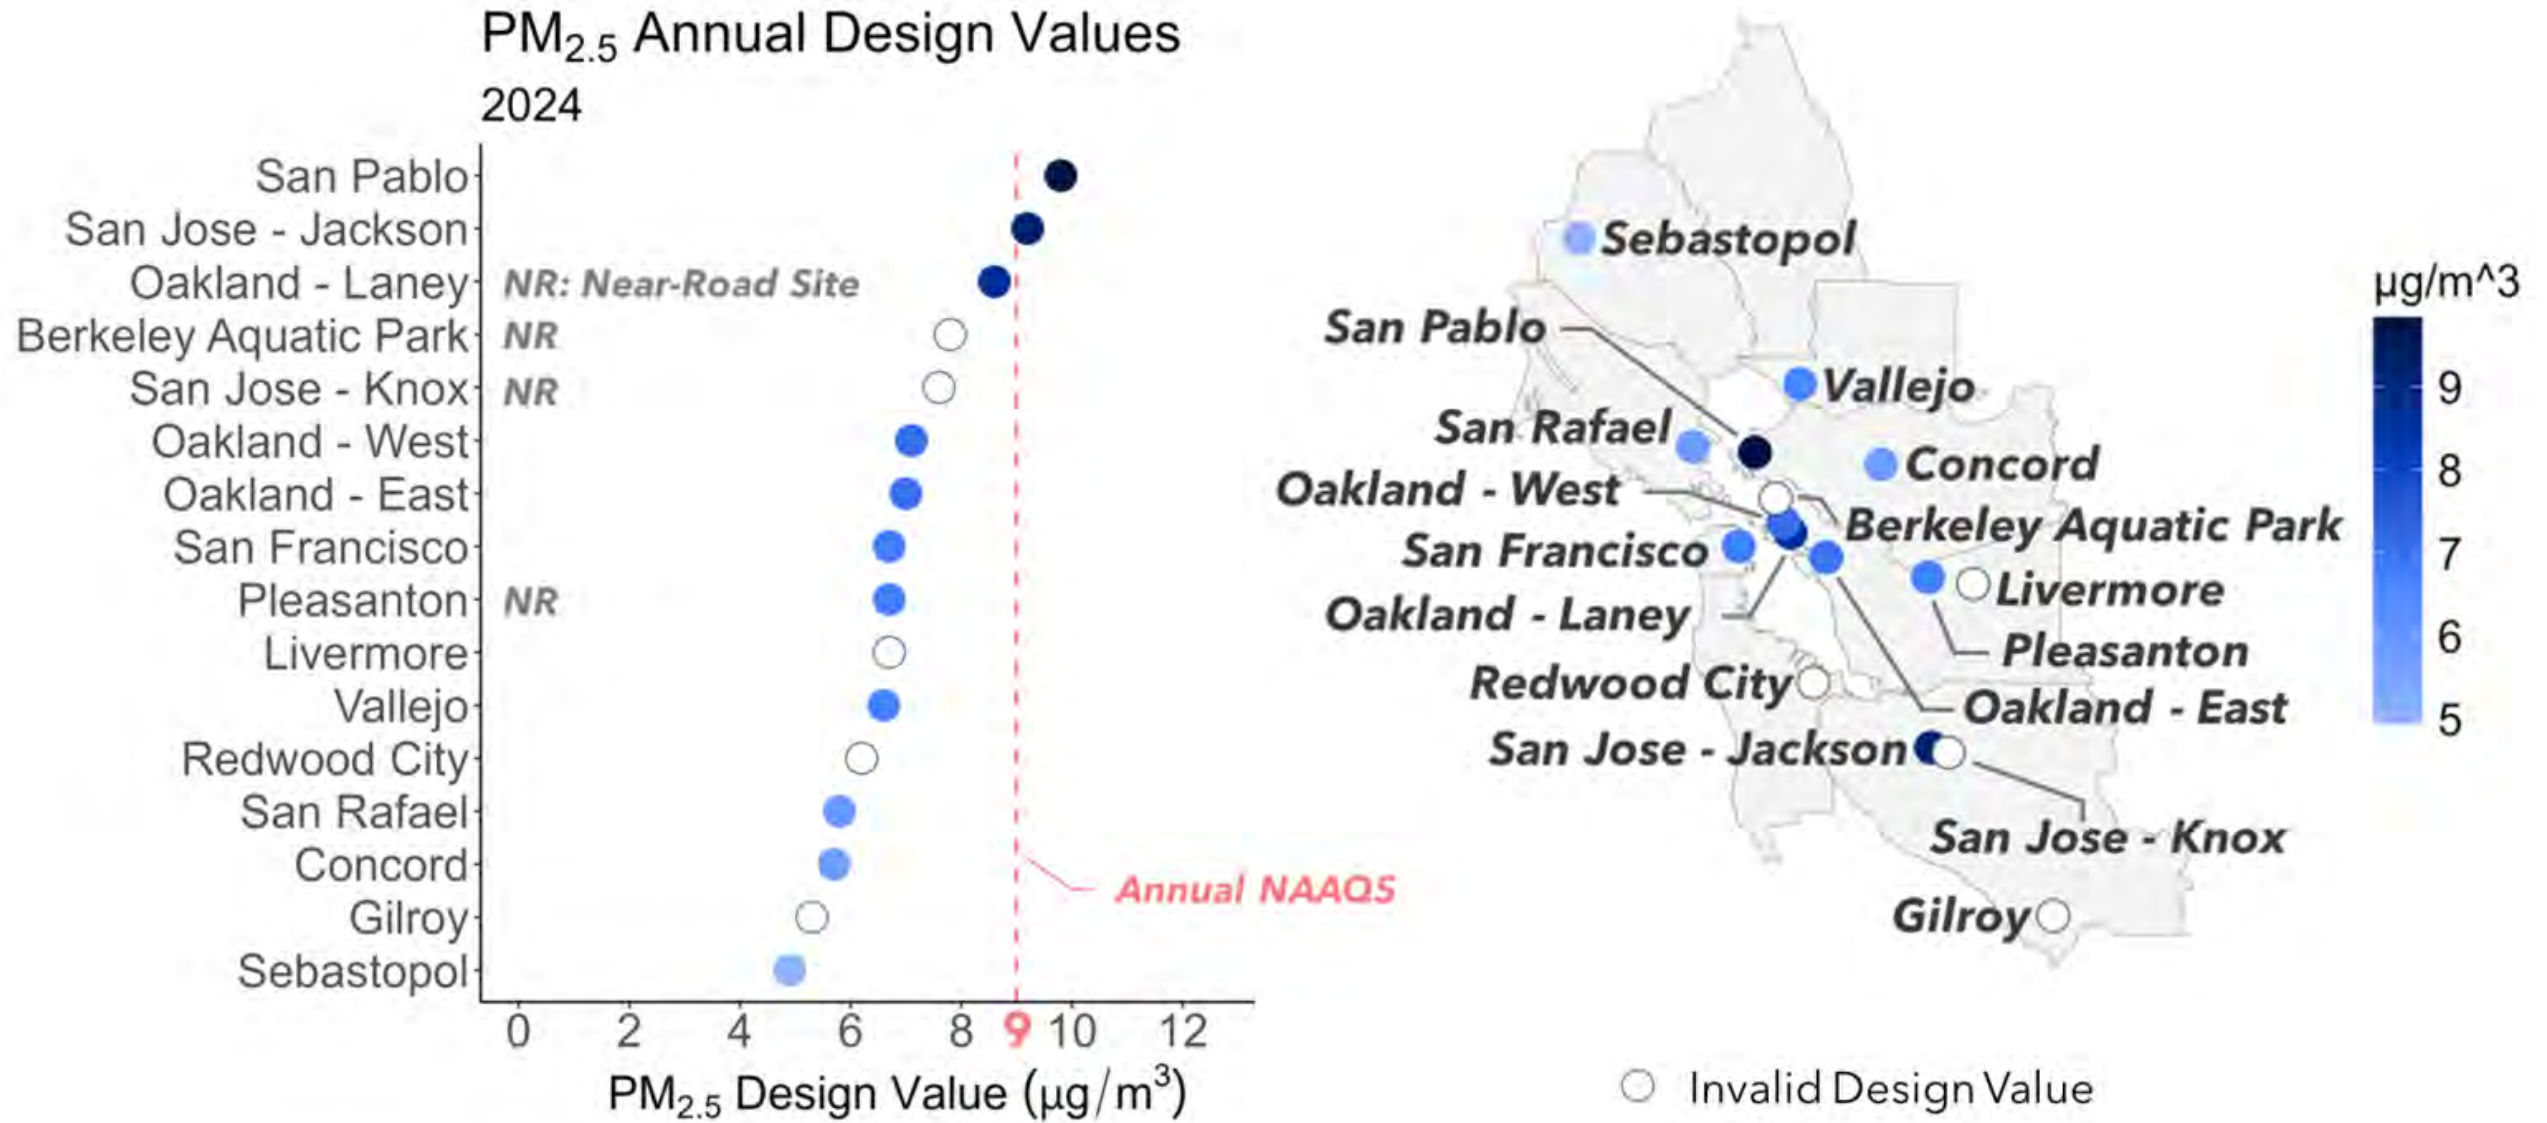 PM2.5 Annual Design Values
2024
San Pablo
San Jose - Jackson
Oakland - Laney NR: Near-Road Site
Berkeley Aquatic Park NR
San Jose - Knox NR
Oakland - West
Oakland - East
San Francisco
Pleasanton NR
Livermore
Vallejo
Redwood City
San Rafael
Concord
Gilroy
Sebastopol
Annual NAAQS
0 2 4 6 8 9 10 12
PM2.5 Design Value (µg/m³)
Sebastopol
San Pablo
Vallejo
San Rafael
Concord
Oakland - West
Berkeley Aquatic Park
San Francisco
Livermore
Oakland - Laney
Pleasanton
Redwood City
Oakland - East
San Jose - Jackson
San Jose - Knox
Gilroy
µg/m^3
9
8
7
6
5
Invalid Design Value